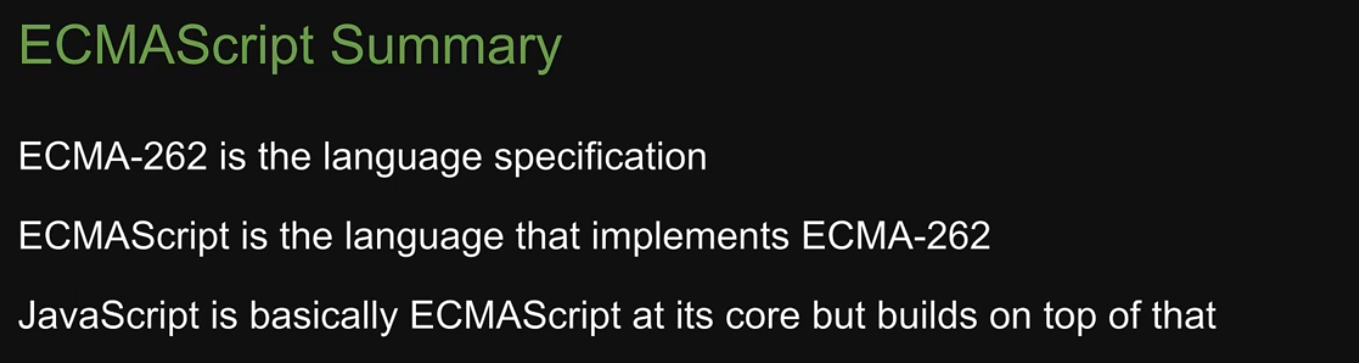 ECMAScript Summary
ECMA-262 is the language specification
ECMAScript is the language that implements ECMA-262
JavaScript is basically ECMAScript at its core but builds on top of that